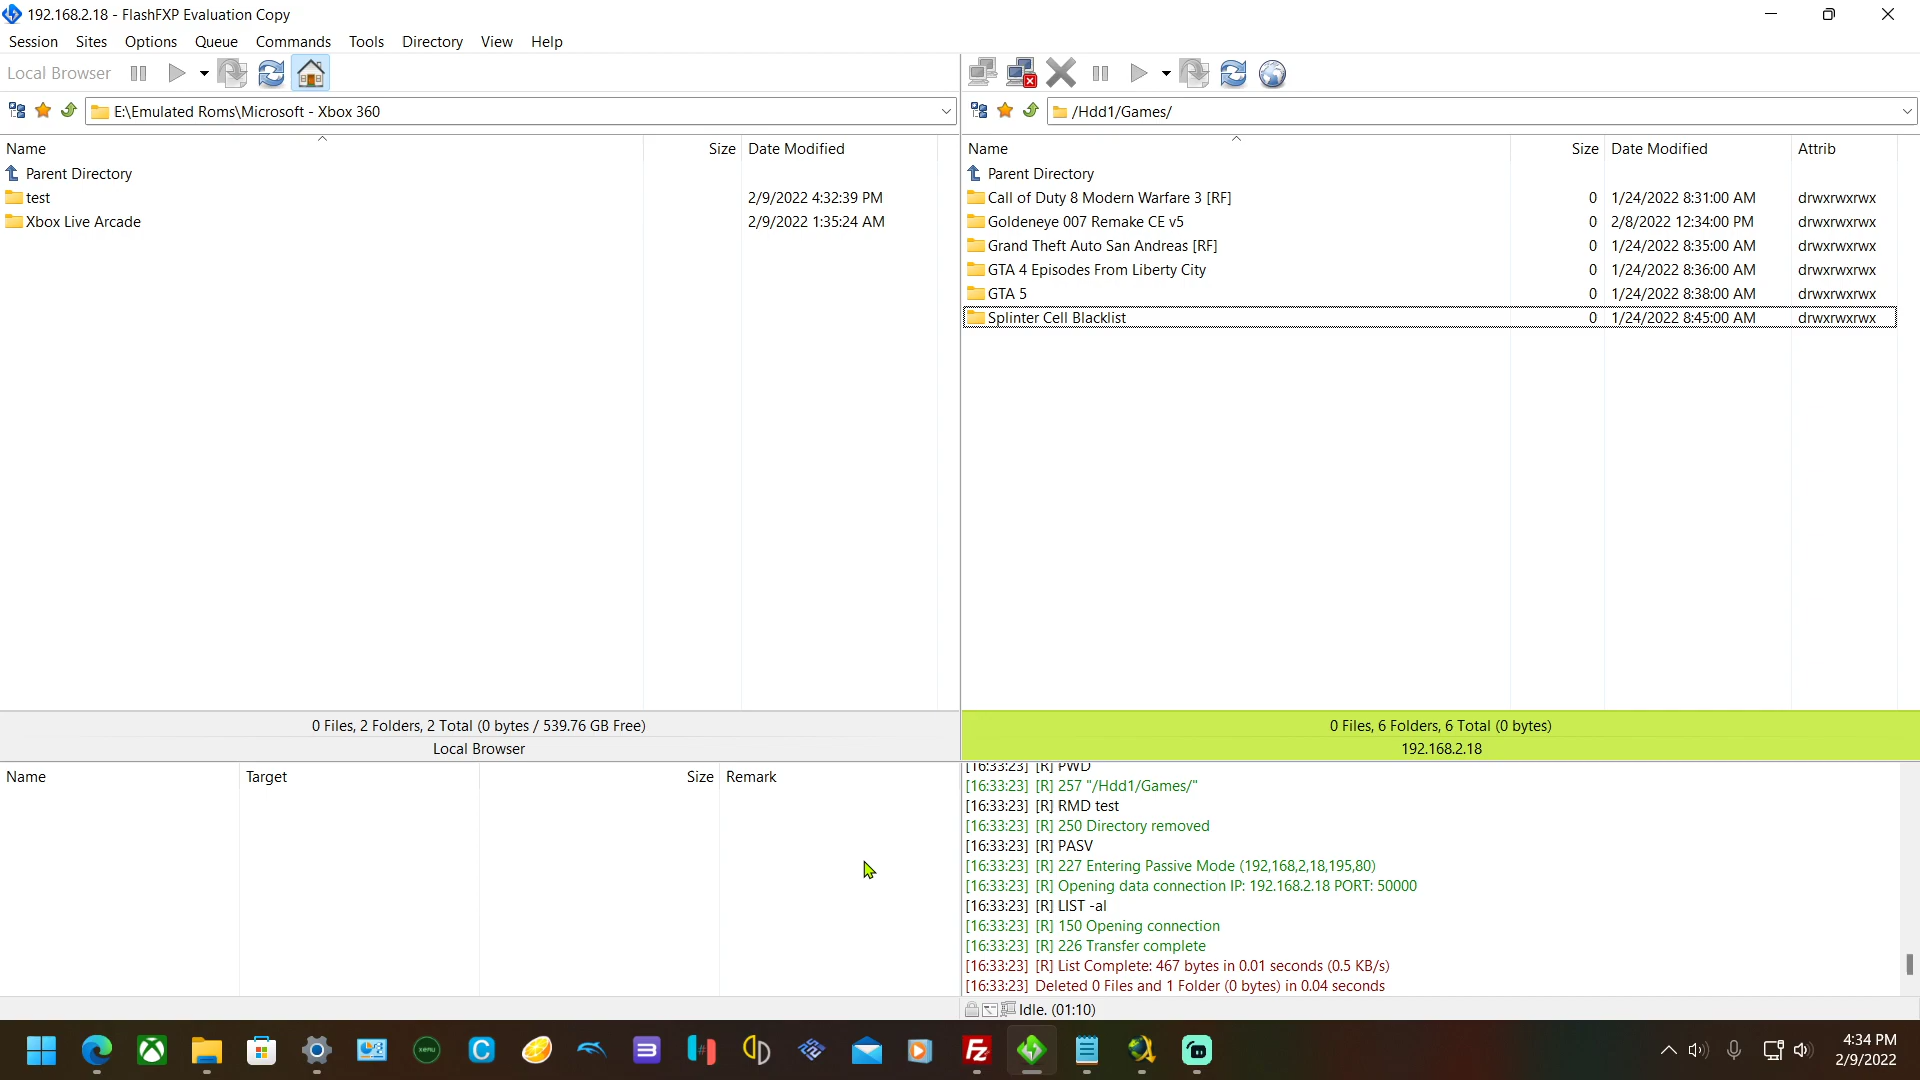 192.168.2.18 - FlashFXP Evaluation Copy
Session Sites Options Queue Commands Tools Directory View Help
Local Browser
E:\Emulated Roms\Microsoft - Xbox 360
Name Size Date Modified
Parent Directory
test 2/9/2022 4:32:39 PM
Xbox Live Arcade 2/9/2022 1:35:24 AM
0 Files, 2 Folders, 2 Total (0 bytes / 539.76 GB Free)
Local Browser
/Hdd1/Games/
Name Size Date Modified Attrib
Parent Directory
Call of Duty 8 Modern Warfare 3 [RF] 0 1/24/2022 8:31:00 AM drwxrwxrwx
Goldeneye 007 Remake CE v5 0 2/8/2022 12:34:00 PM drwxrwxrwx
Grand Theft Auto San Andreas [RF] 0 1/24/2022 8:35:00 AM drwxrwxrwx
GTA 4 Episodes From Liberty City 0 1/24/2022 8:36:00 AM drwxrwxrwx
GTA 5 0 1/24/2022 8:38:00 AM drwxrwxrwx
Splinter Cell Blacklist 0 1/24/2022 8:45:00 AM drwxrwxrwx
0 Files, 6 Folders, 6 Total (0 bytes)
192.168.2.18
Name Target Size Remark
[16:33:23] [R] PWD
[16:33:23] [R] 257 "/Hdd1/Games/"
[16:33:23] [R] RMD test
[16:33:23] [R] 250 Directory removed
[16:33:23] [R] PASV
[16:33:23] [R] 227 Entering Passive Mode (192,168,2,18,195,80)
[16:33:23] [R] Opening data connection IP: 192.168.2.18 PORT: 50000
[16:33:23] [R] LIST -al
[16:33:23] [R] 150 Opening connection
[16:33:23] [R] 226 Transfer complete
[16:33:23] [R] List Complete: 467 bytes in 0.01 seconds (0.5 KB/s)
[16:33:23] Deleted 0 Files and 1 Folder (0 bytes) in 0.04 seconds
Idle. (01:10)
xemu
C
3
Fz
4:34 PM
2/9/2022